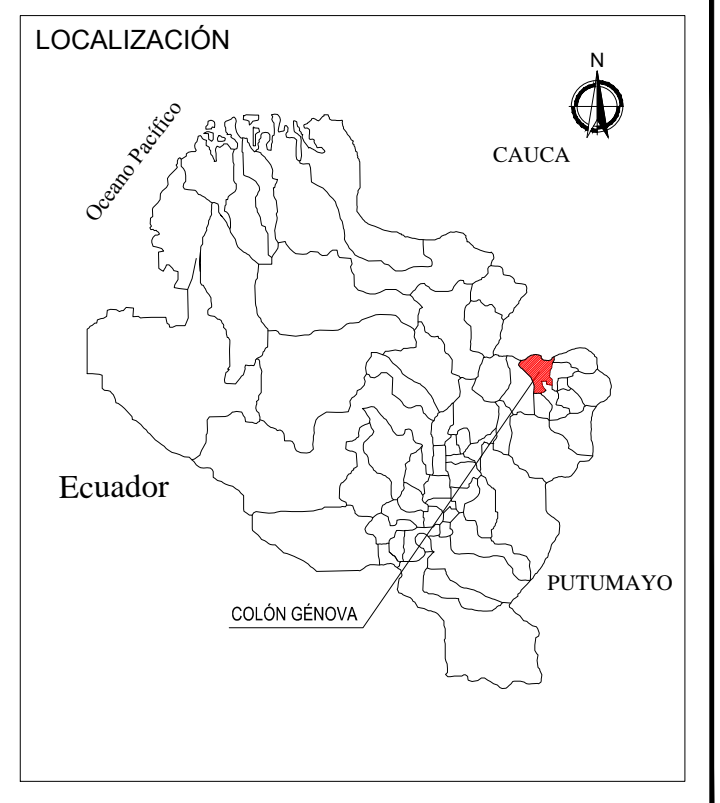 LOCALIZACIÓN
N
Oceano Pacífico
CAUCA
Ecuador
PUTUMAYO
COLÓN GÉNOVA